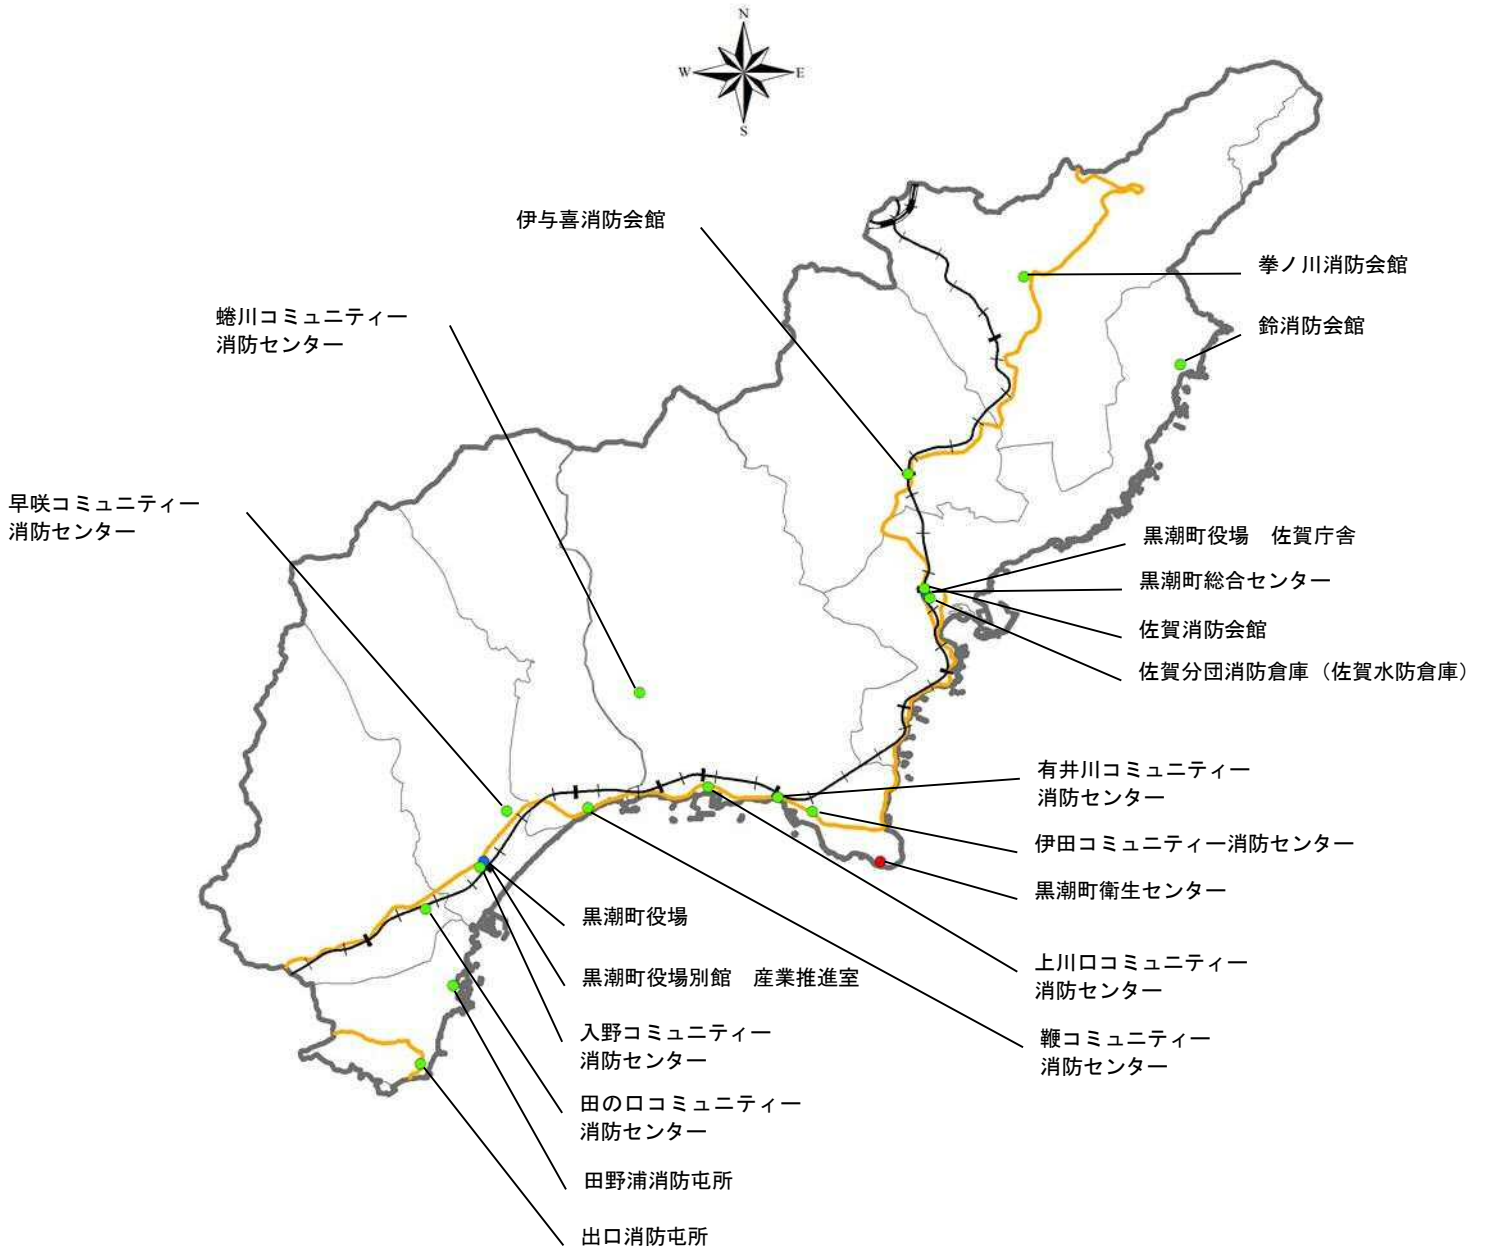 N
W
E
S
伊与喜消防会館
拳ノ川消防会館
鈴消防会館
蜷川コミュニティー
消防センター
早咲コミュニティー
消防センター
黒潮町役場　佐賀庁舎
黒潮町総合センター
佐賀消防会館
佐賀分団消防倉庫（佐賀水防倉庫）
有井川コミュニティー
消防センター
伊田コミュニティー消防センター
黒潮町衛生センター
上川口コミュニティー
消防センター
鞭コミュニティー
消防センター
黒潮町役場
黒潮町役場別館　産業推進室
入野コミュニティー
消防センター
田の口コミュニティー
消防センター
田野浦消防屯所
出口消防屯所